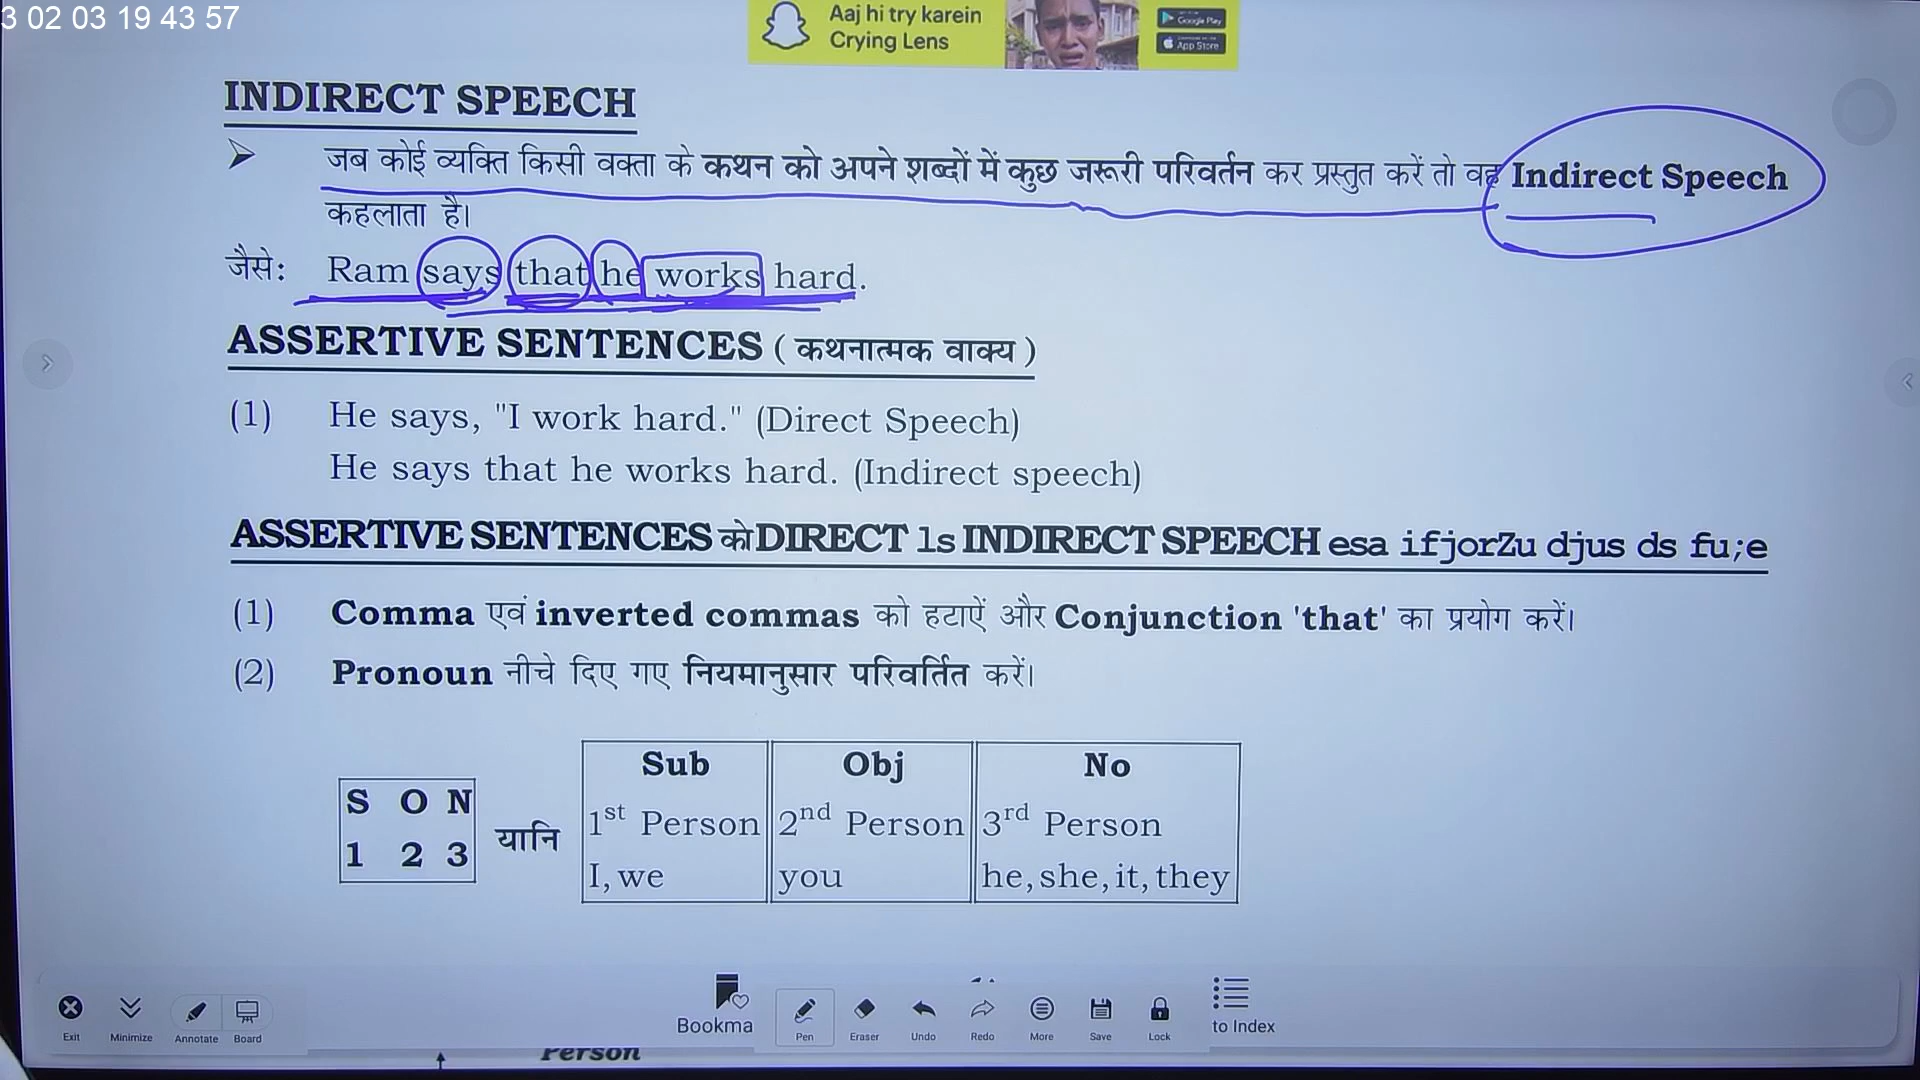 3 02 03 19 43 57
Aaj hi try karein
Crying Lens
Google Play
App Store
INDIRECT SPEECH
➢ जब कोई व्यक्ति किसी वक्ता के कथन को अपने शब्दों में कुछ जरूरी परिवर्तन कर प्रस्तुत करें तो वह Indirect Speech
कहलाता है।
जैसे: Ram says that he works hard.
ASSERTIVE SENTENCES ( कथनात्मक वाक्य )
(1) He says, "I work hard." (Direct Speech)
He says that he works hard. (Indirect speech)
ASSERTIVE SENTENCES को DIRECT ls INDIRECT SPEECH esa ifjorZu djus ds fu;e
(1) Comma एवं inverted commas को हटाऐं और Conjunction 'that' का प्रयोग करें।
(2) Pronoun नीचे दिए गए नियमानुसार परिवर्तित करें।
Sub Obj No
S O N
1st Person 2nd Person 3rd Person
यानि
1 2 3
I, we you he, she, it, they
Bookma
to Index
Exit Minimize Annotate Board Pen Eraser Undo Redo More Save Lock
Person